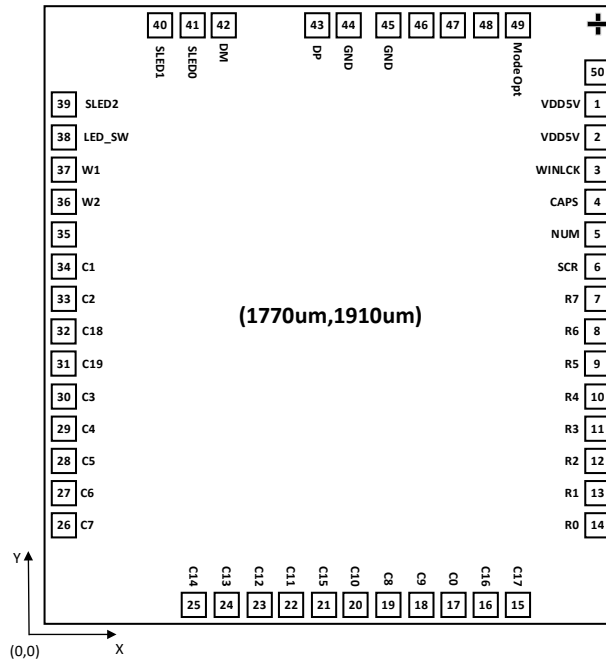 40 41 42 43 44 45 46 47 48 49
SLED1 SLED0 DM DP GND GND ModeOpt
50
39 SLED2 VDD5V 1
38 LED_SW VDD5V 2
37 W1 WINLCK 3
36 W2 CAPS 4
35 NUM 5
34 C1 SCR 6
33 C2 R7 7
32 C18 R6 8
31 C19 R5 9
30 C3 R4 10
29 C4 R3 11
28 C5 R2 12
27 C6 R1 13
26 C7 R0 14
(1770um,1910um)
C14 C13 C12 C11 C15 C10 C8 C9 C0 C16 C17
25 24 23 22 21 20 19 18 17 16 15
Y
(0,0) X